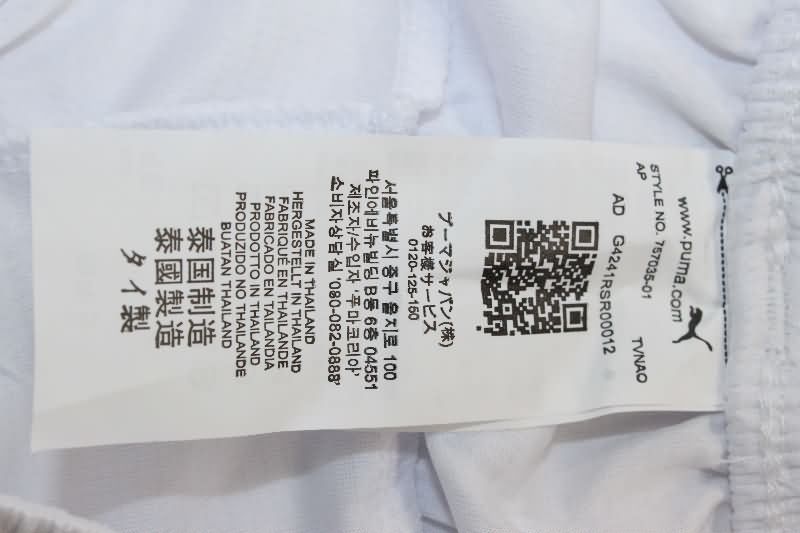 www.puma.com
STYLE NO. 757035-01 TVNAO
AP
AD G4241RSR00012
プーマジャパン(株)
お客様サービス
0120-125-150
서울특별시 중구 을지로 100
파인에비뉴빌딩 B동 6층 04551
제조자/수입자 '푸마코리아'
소비자상담실 '080-082-0888'
MADE IN THAILAND
HERGESTELLT IN THAILAND
FABRIQUÉ EN THAÏLANDE
FABRICADO EN TAILANDIA
PRODOTTO IN THAILANDIA
PRODUZIDO NO THAILÂNDE
BUATAN THAILAND
泰国制造
泰國製造
タイ製